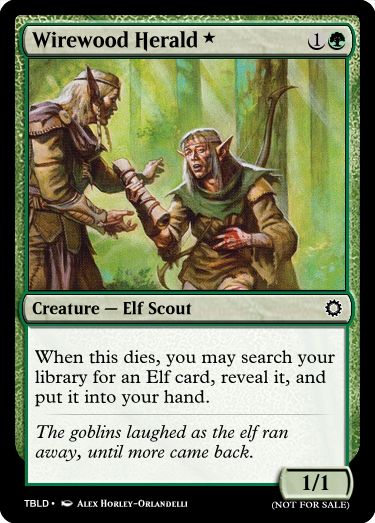 Wirewood Herald ★ 1
Creature — Elf Scout
When this dies, you may search your
library for an Elf card, reveal it, and
put it into your hand.
The goblins laughed as the elf ran
away, until more came back.
1/1
TBLD • Alex Horley-Orlandelli
(NOT FOR SALE)